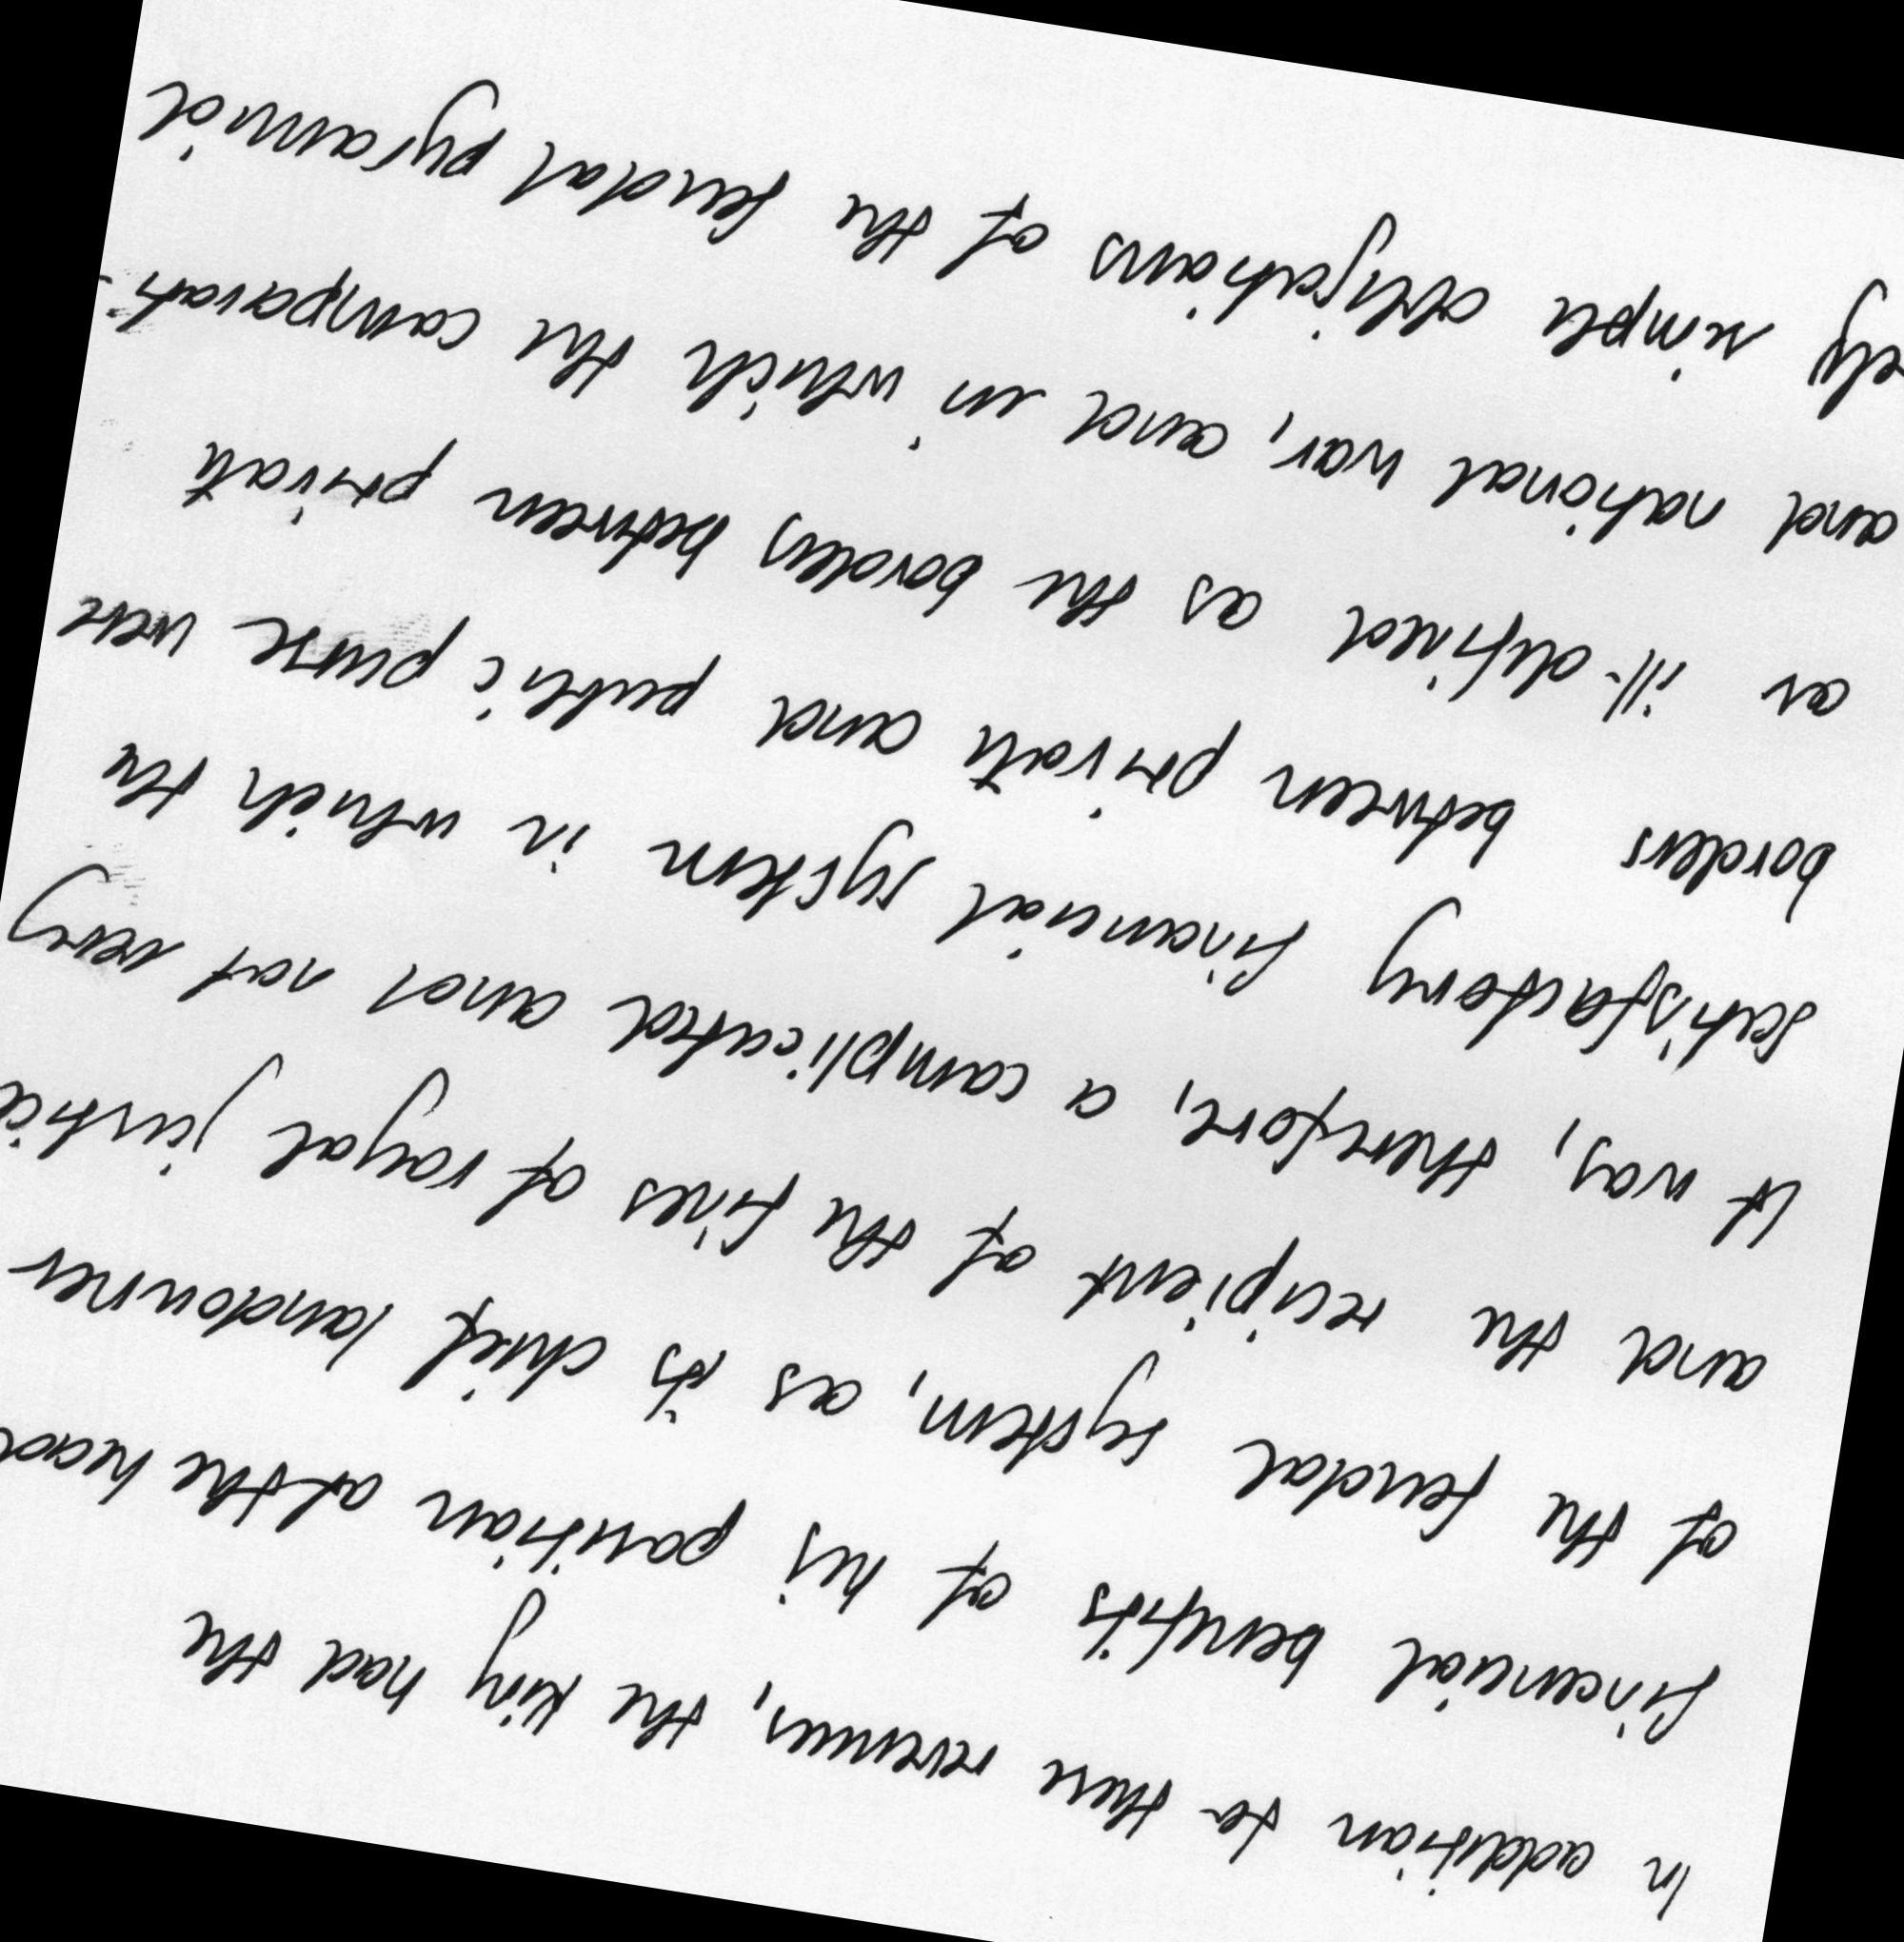 In addition to these revenues, the king had the
financial benefits of his position at the head
of the feudal system, as its chief landowner
and the recipient of the fines of royal justice
It was, therefore, a complicated and not very
satisfactory financial system in which the
borders between private and public purse were
as ill-defined as the borders between private
and national war, and in which the comparati-
ely simple obligations of the feudal pyramid